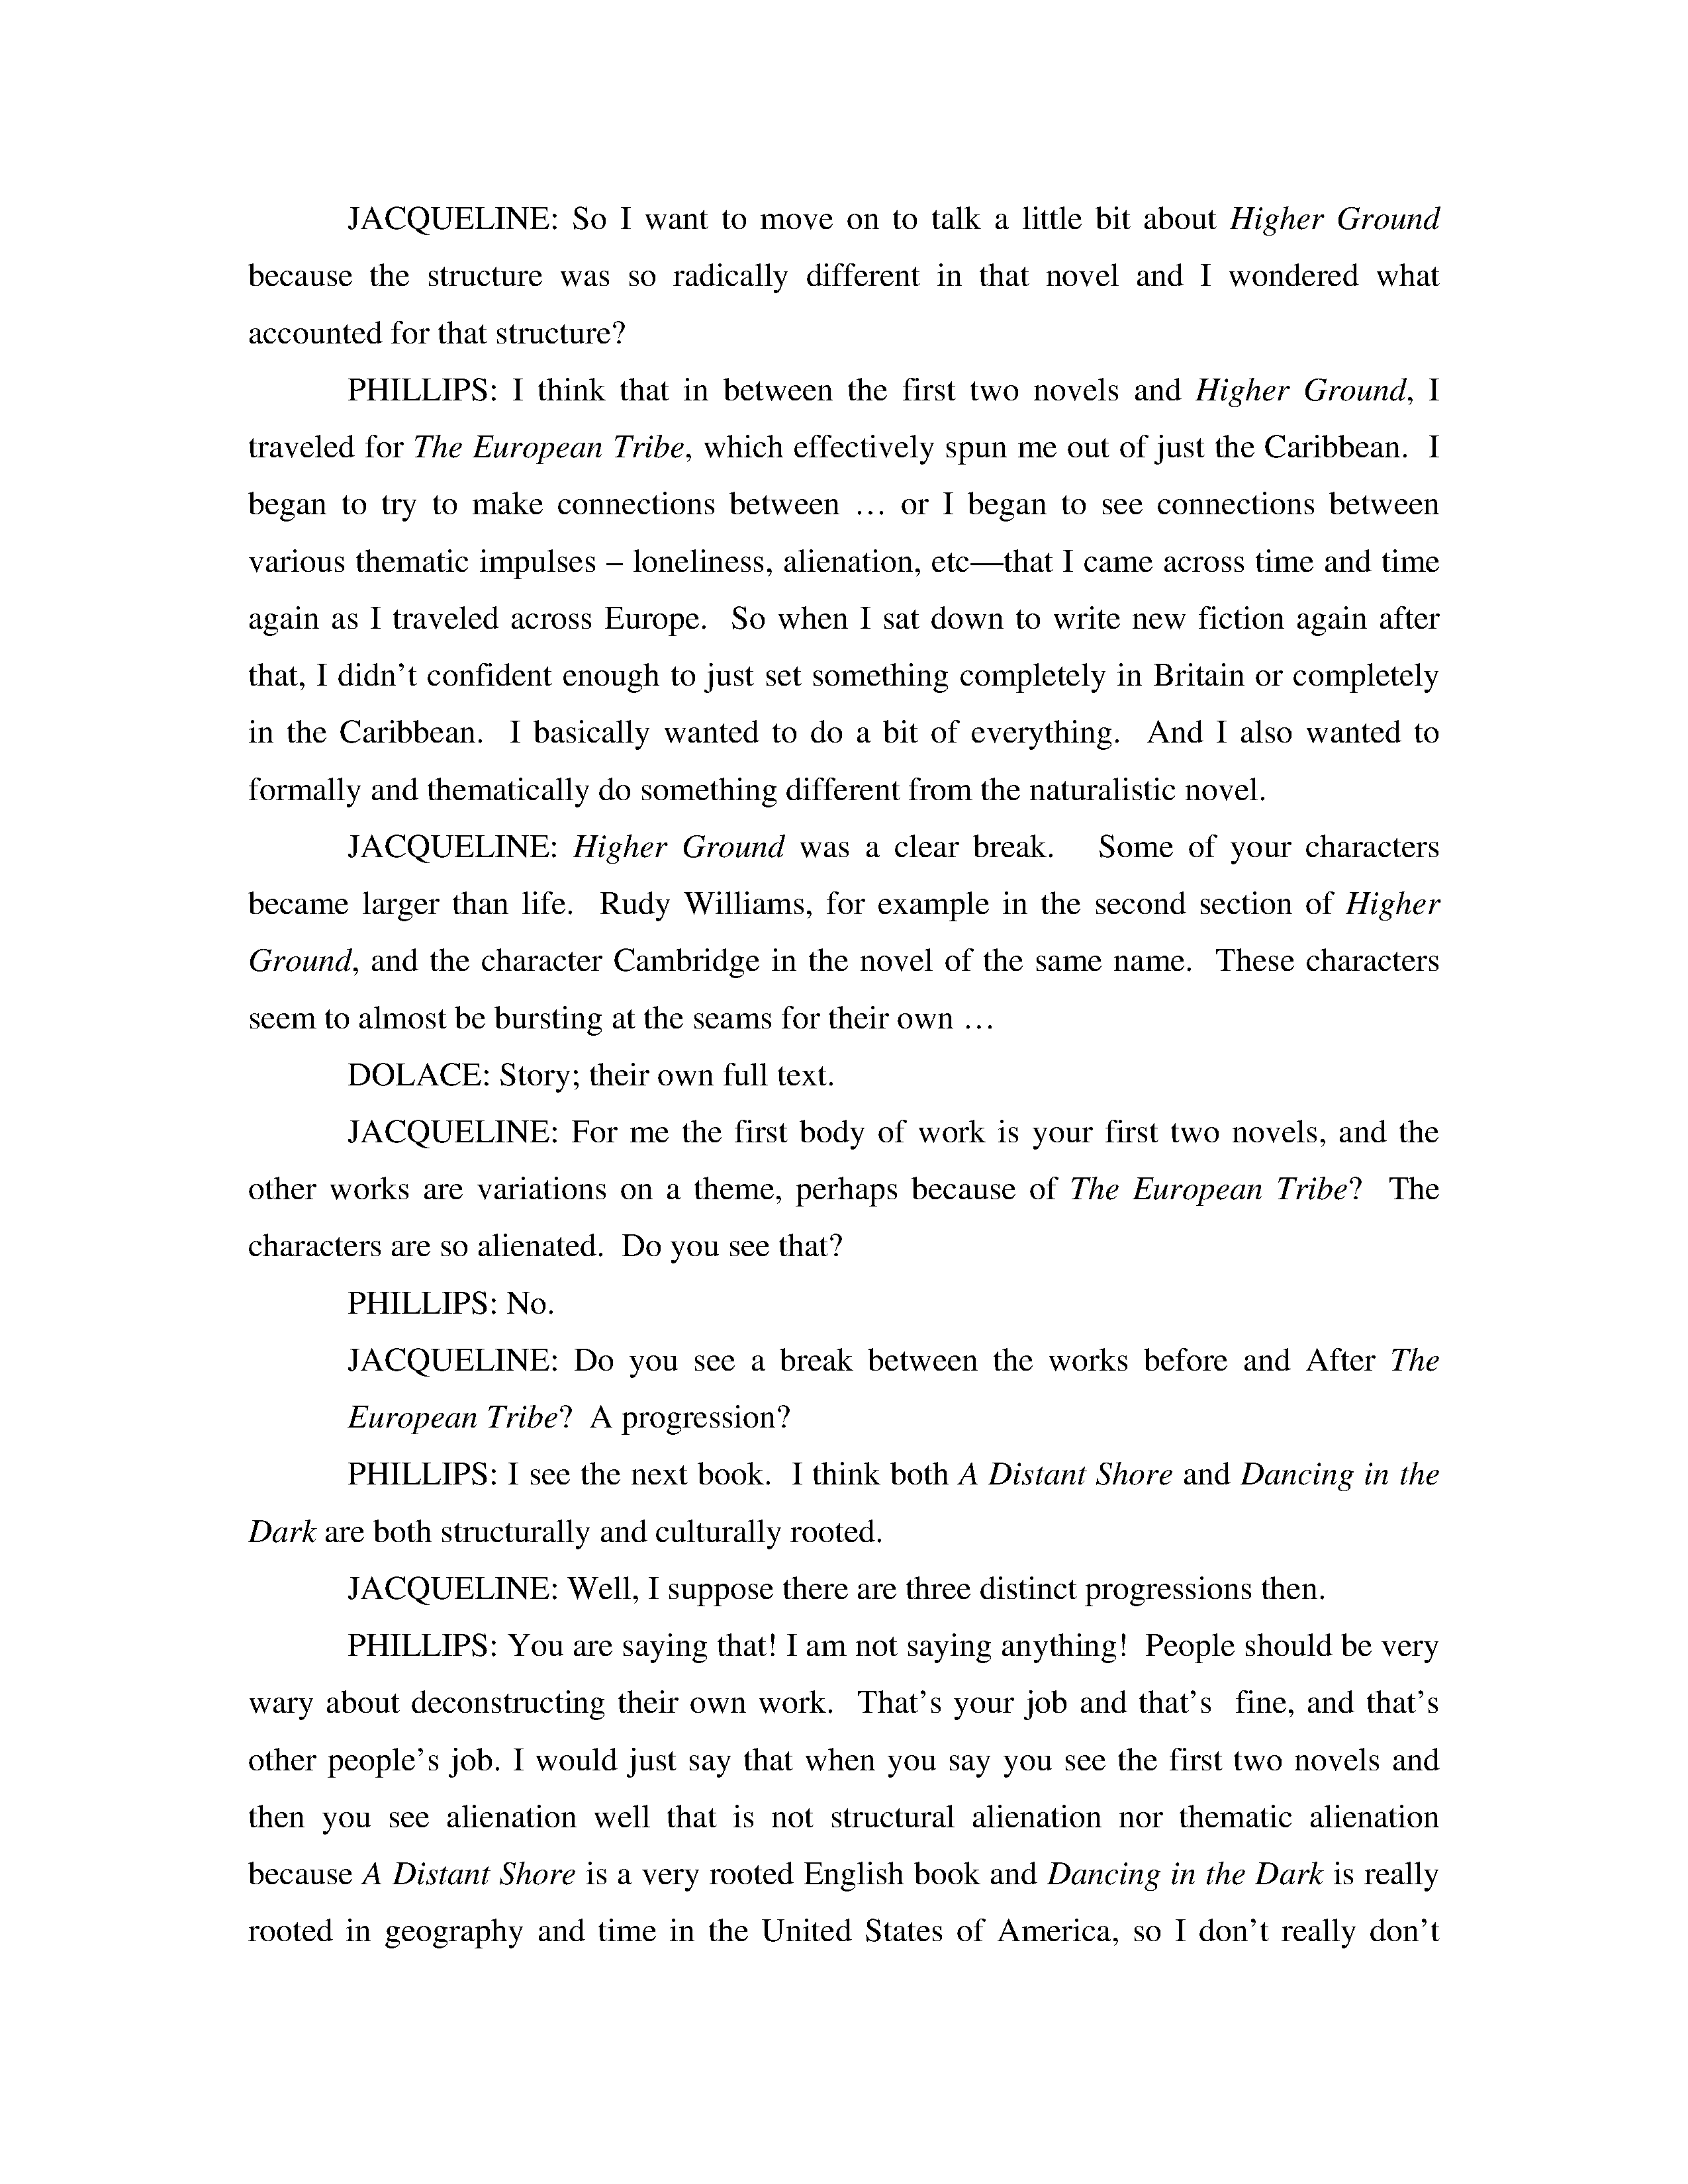 JACQUELINE: So I want to move on to talk a little bit about Higher Ground
because the structure was so radically different in that novel and I wondered what
accounted for that structure?
PHILLIPS: I think that in between the first two novels and Higher Ground, I
traveled for The European Tribe, which effectively spun me out of just the Caribbean.  I
began to try to make connections between … or I began to see connections between
various thematic impulses – loneliness, alienation, etc—that I came across time and time
again as I traveled across Europe.  So when I sat down to write new fiction again after
that, I didn’t confident enough to just set something completely in Britain or completely
in the Caribbean.  I basically wanted to do a bit of everything.  And I also wanted to
formally and thematically do something different from the naturalistic novel.
JACQUELINE: Higher Ground was a clear break.   Some of your characters
became larger than life.  Rudy Williams, for example in the second section of Higher
Ground, and the character Cambridge in the novel of the same name.  These characters
seem to almost be bursting at the seams for their own …
DOLACE: Story; their own full text.
JACQUELINE: For me the first body of work is your first two novels, and the
other works are variations on a theme, perhaps because of The European Tribe?  The
characters are so alienated.  Do you see that?
PHILLIPS: No.
JACQUELINE: Do you see a break between the works before and After The
European Tribe?  A progression?
PHILLIPS: I see the next book.  I think both A Distant Shore and Dancing in the
Dark are both structurally and culturally rooted.
JACQUELINE: Well, I suppose there are three distinct progressions then.
PHILLIPS: You are saying that! I am not saying anything!  People should be very
wary about deconstructing their own work.  That’s your job and that’s  fine, and that’s
other people’s job. I would just say that when you say you see the first two novels and
then you see alienation well that is not structural alienation nor thematic alienation
because A Distant Shore is a very rooted English book and Dancing in the Dark is really
rooted in geography and time in the United States of America, so I don’t really don’t